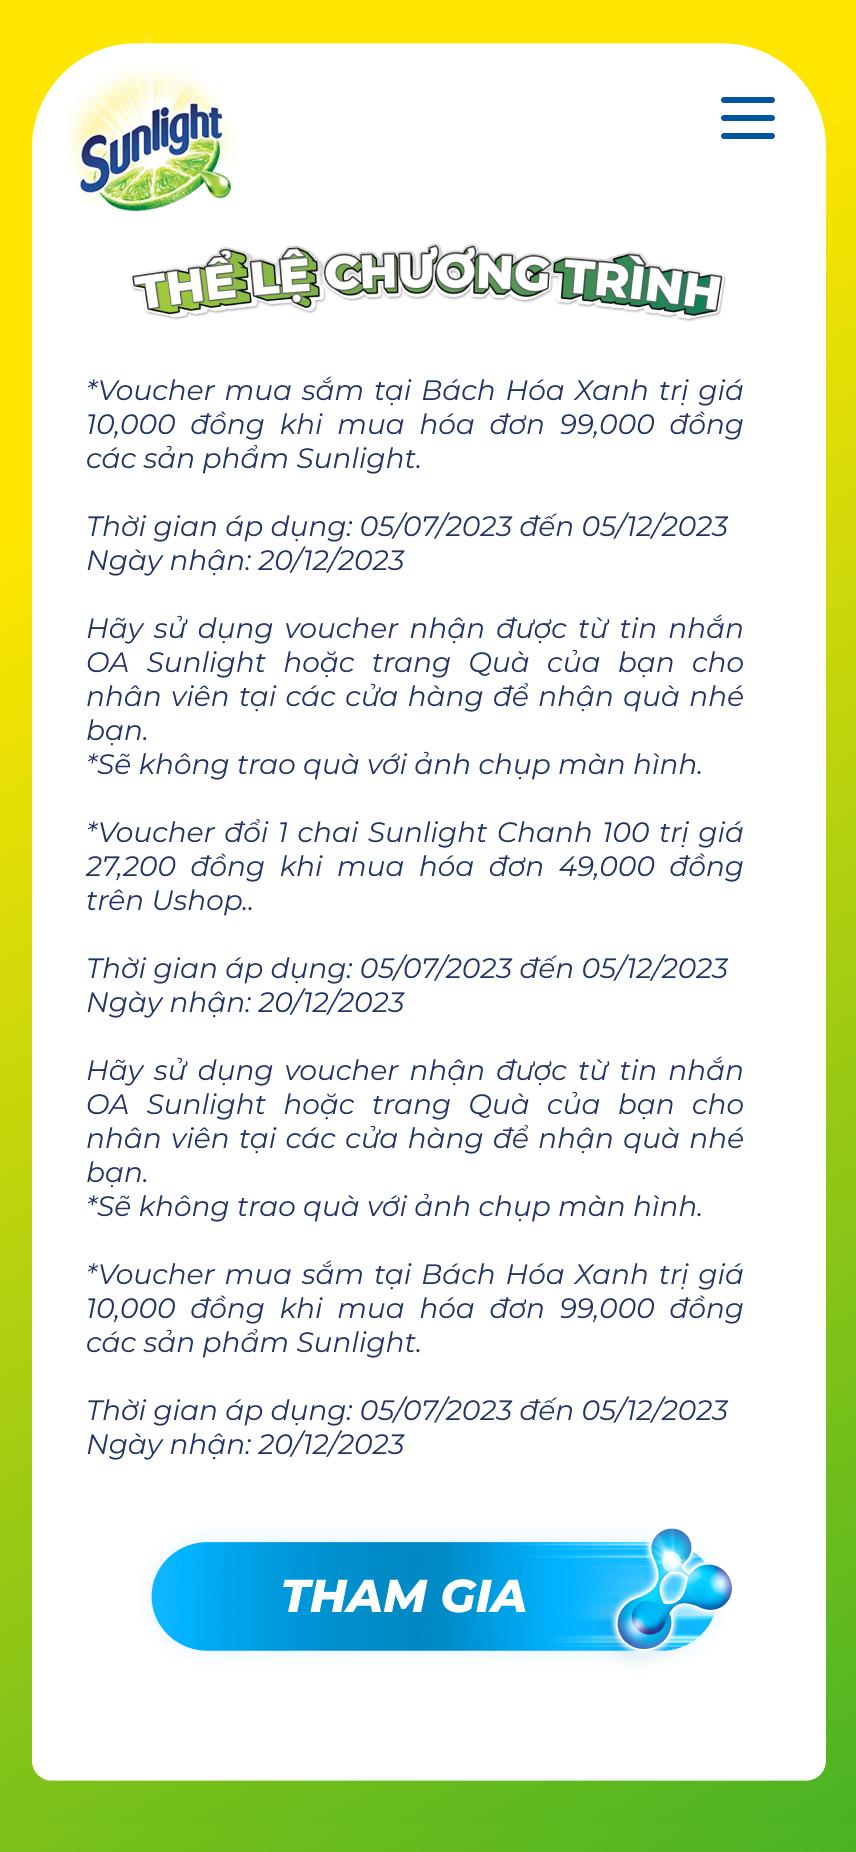 Sunlight
THỂ LỆ CHƯƠNG TRÌNH
*Voucher mua sắm tại Bách Hóa Xanh trị giá
10,000 đồng khi mua hóa đơn 99,000 đồng
các sản phẩm Sunlight.
Thời gian áp dụng: 05/07/2023 đến 05/12/2023
Ngày nhận: 20/12/2023
Hãy sử dụng voucher nhận được từ tin nhắn
OA Sunlight hoặc trang Quà của bạn cho
nhân viên tại các cửa hàng để nhận quà nhé
bạn.
*Sẽ không trao quà với ảnh chụp màn hình.
*Voucher đổi 1 chai Sunlight Chanh 100 trị giá
27,200 đồng khi mua hóa đơn 49,000 đồng
trên Ushop..
Thời gian áp dụng: 05/07/2023 đến 05/12/2023
Ngày nhận: 20/12/2023
Hãy sử dụng voucher nhận được từ tin nhắn
OA Sunlight hoặc trang Quà của bạn cho
nhân viên tại các cửa hàng để nhận quà nhé
bạn.
*Sẽ không trao quà với ảnh chụp màn hình.
*Voucher mua sắm tại Bách Hóa Xanh trị giá
10,000 đồng khi mua hóa đơn 99,000 đồng
các sản phẩm Sunlight.
Thời gian áp dụng: 05/07/2023 đến 05/12/2023
Ngày nhận: 20/12/2023
THAM GIA